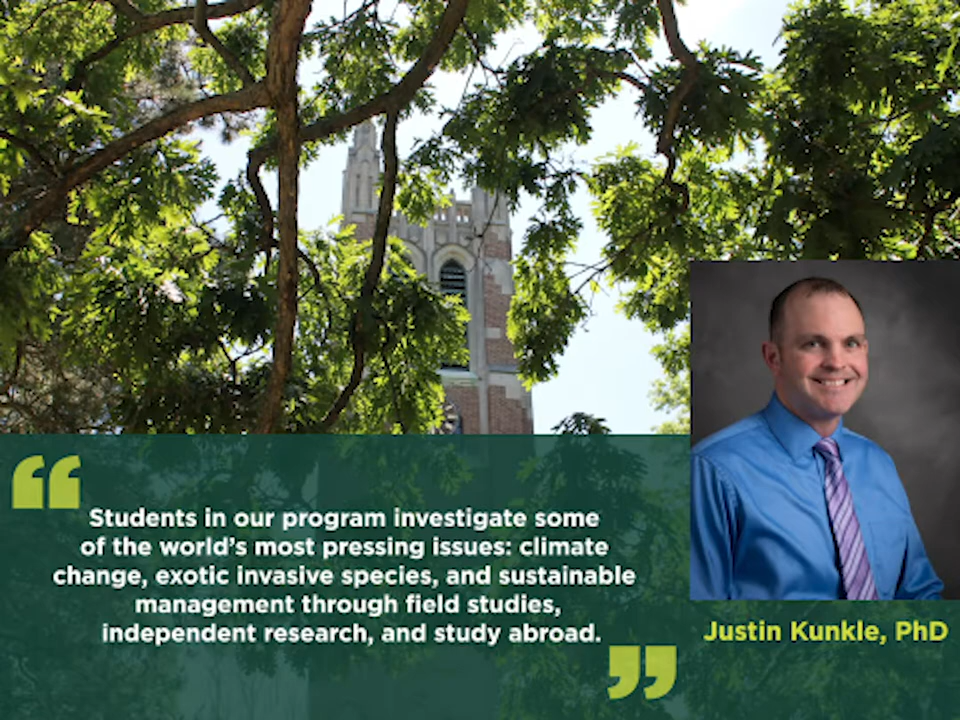 “
Students in our program investigate some
of the world’s most pressing issues: climate
change, exotic invasive species, and sustainable
management through field studies,
independent research, and study abroad.
”
Justin Kunkle, PhD